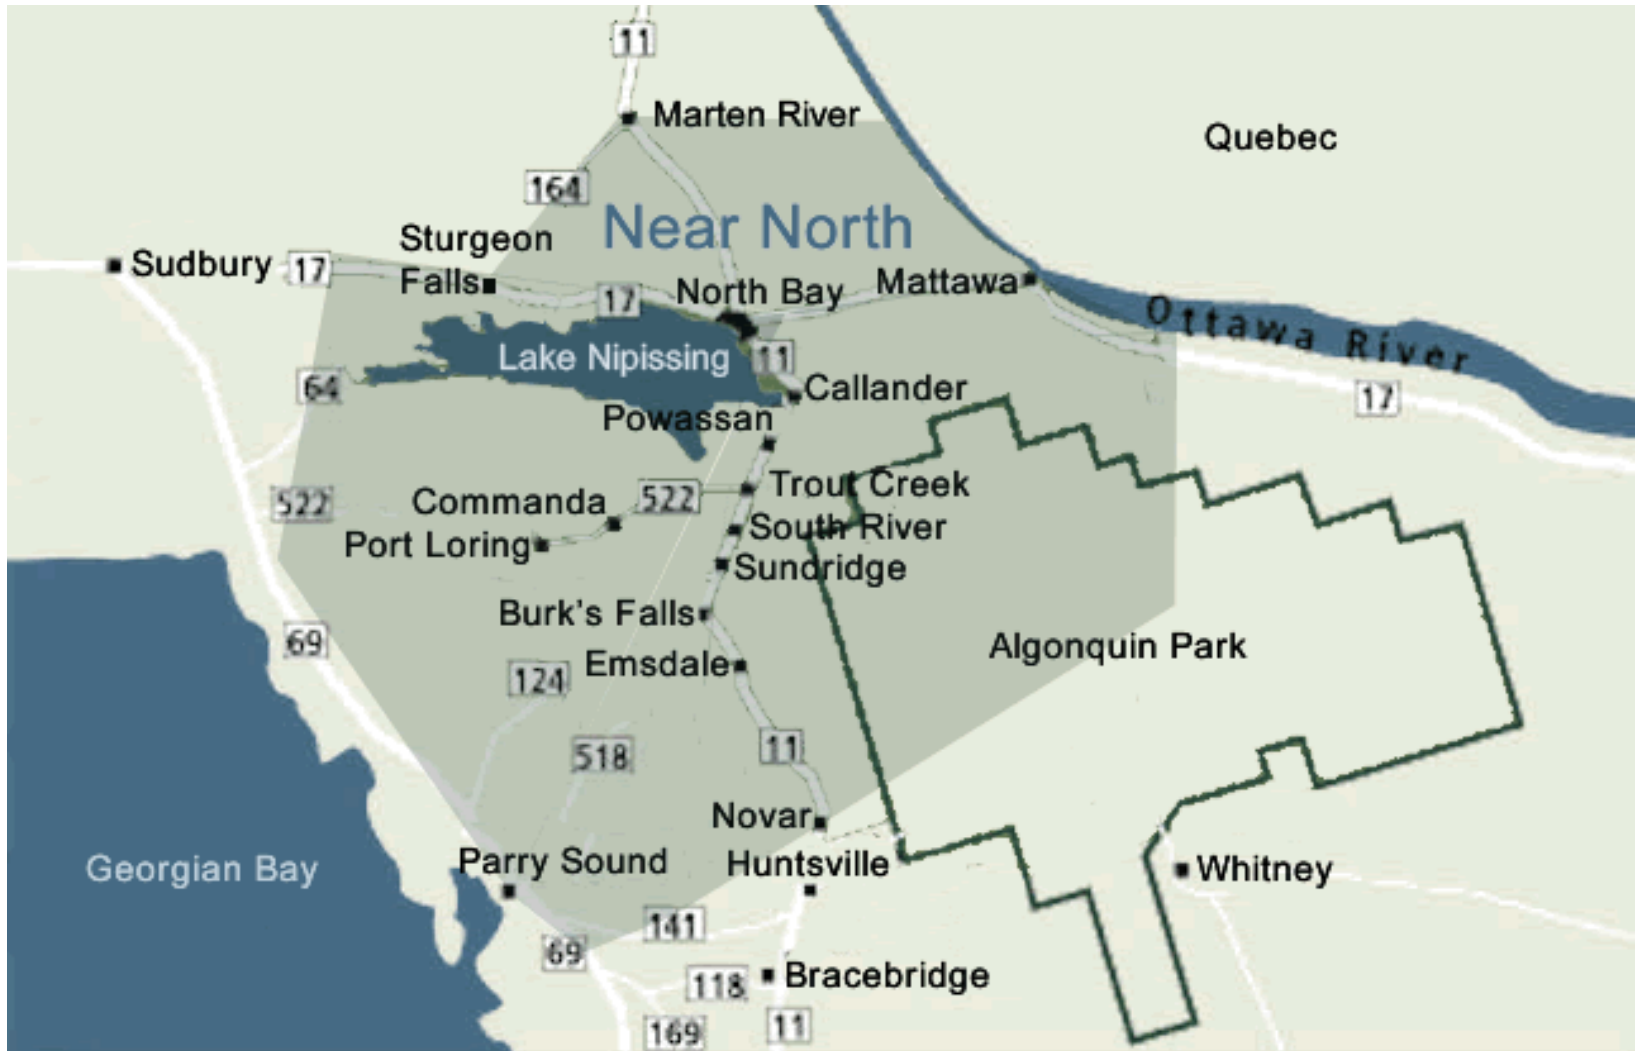 11
Marten River
Quebec
164
Near North
Sturgeon
Falls
Sudbury
17
17
North Bay
Mattawa
Ottawa River
Lake Nipissing
11
64
Callander
17
Powassan
522
Commanda
522
Trout Creek
Port Loring
South River
Sundridge
Burk's Falls
69
Algonquin Park
124
Emsdale
518
11
Novar
Georgian Bay
Parry Sound
Huntsville
Whitney
141
69
118
Bracebridge
169
11